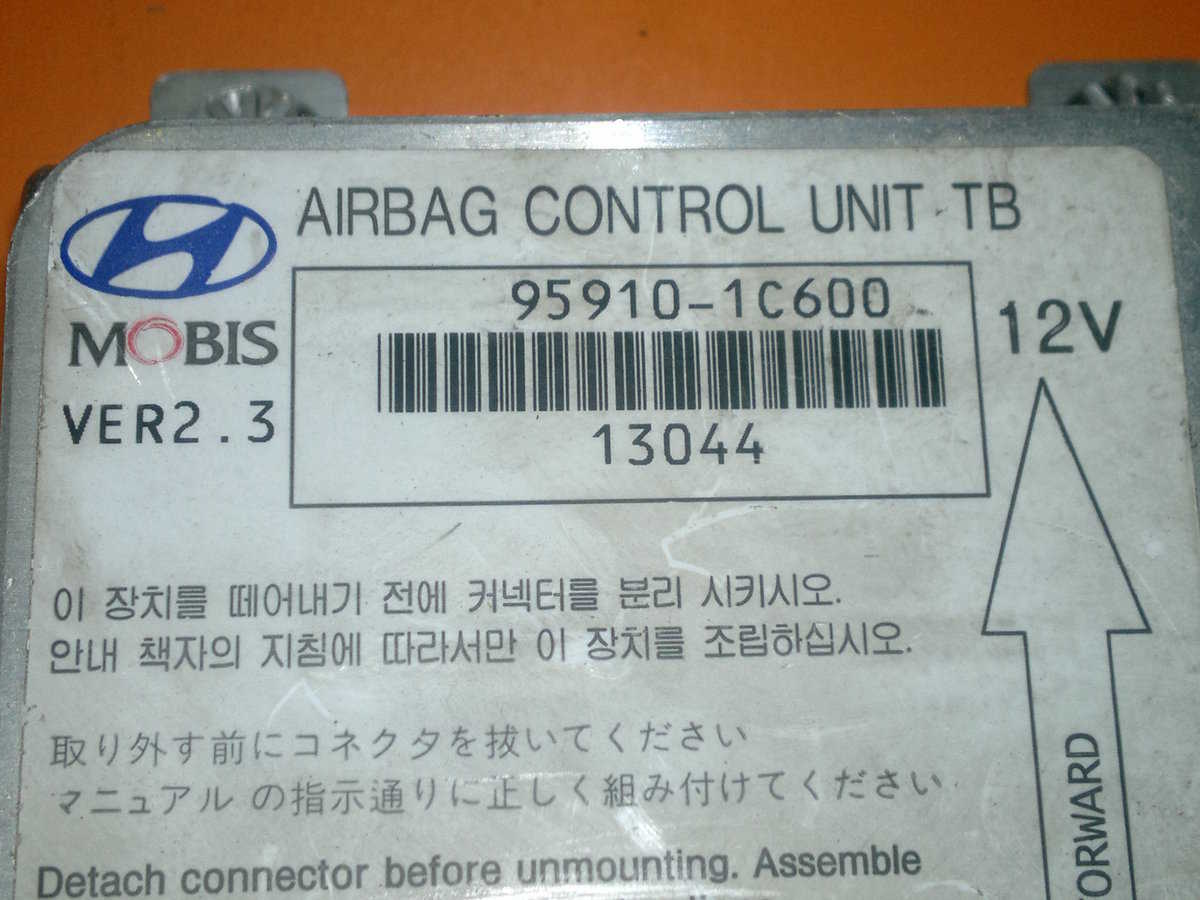 AIRBAG CONTROL UNIT - TB
95910-1C600
12V
MOBIS
VER2.3
13044
이 장치를 떼어내기 전에 커넥터를 분리 시키시오.
안내 책자의 지침에 따라서만 이 장치를 조립하십시오.
取り外す前にコネクタを抜いてください
マニュアル の指示通りに正しく組み付けてください
FORWARD
Detach connector before unmounting. Assemble